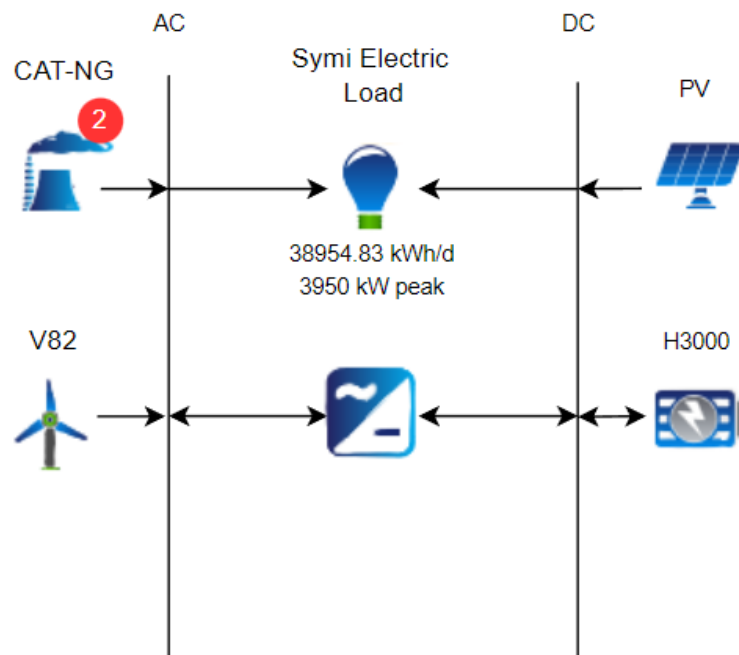 AC
DC
CAT-NG
2
Symi Electric
Load
PV
38954.83 kWh/d
3950 kW peak
V82
H3000